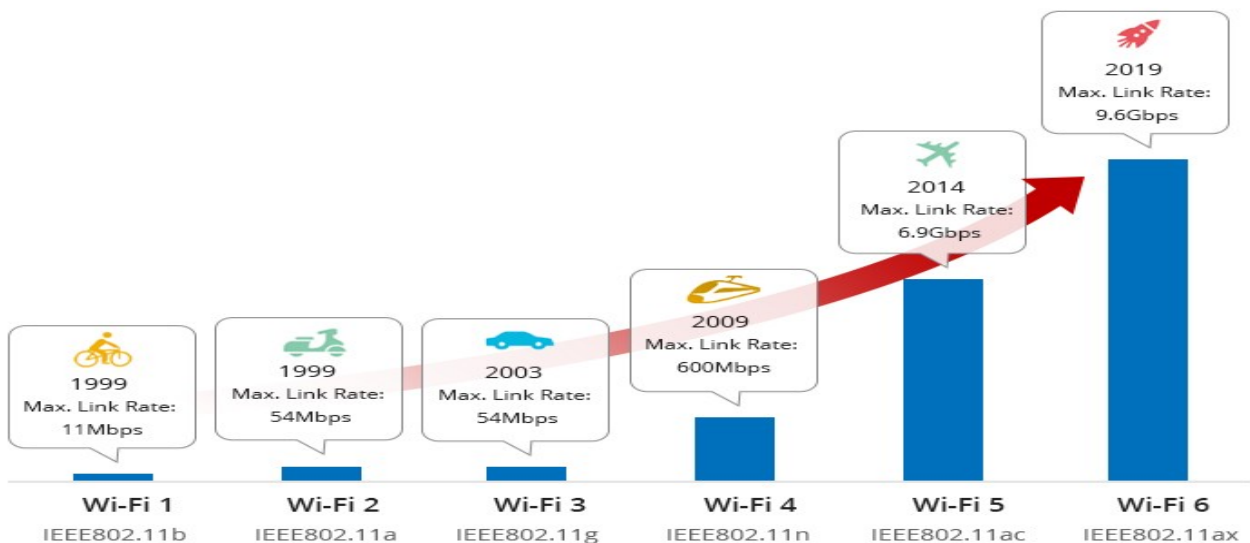 2019
Max. Link Rate:
9.6Gbps
2014
Max. Link Rate:
6.9Gbps
2009
Max. Link Rate:
600Mbps
1999
Max. Link Rate:
11Mbps
1999
Max. Link Rate:
54Mbps
2003
Max. Link Rate:
54Mbps
Wi-Fi 1
IEEE802.11b
Wi-Fi 2
IEEE802.11a
Wi-Fi 3
IEEE802.11g
Wi-Fi 4
IEEE802.11n
Wi-Fi 5
IEEE802.11ac
Wi-Fi 6
IEEE802.11ax